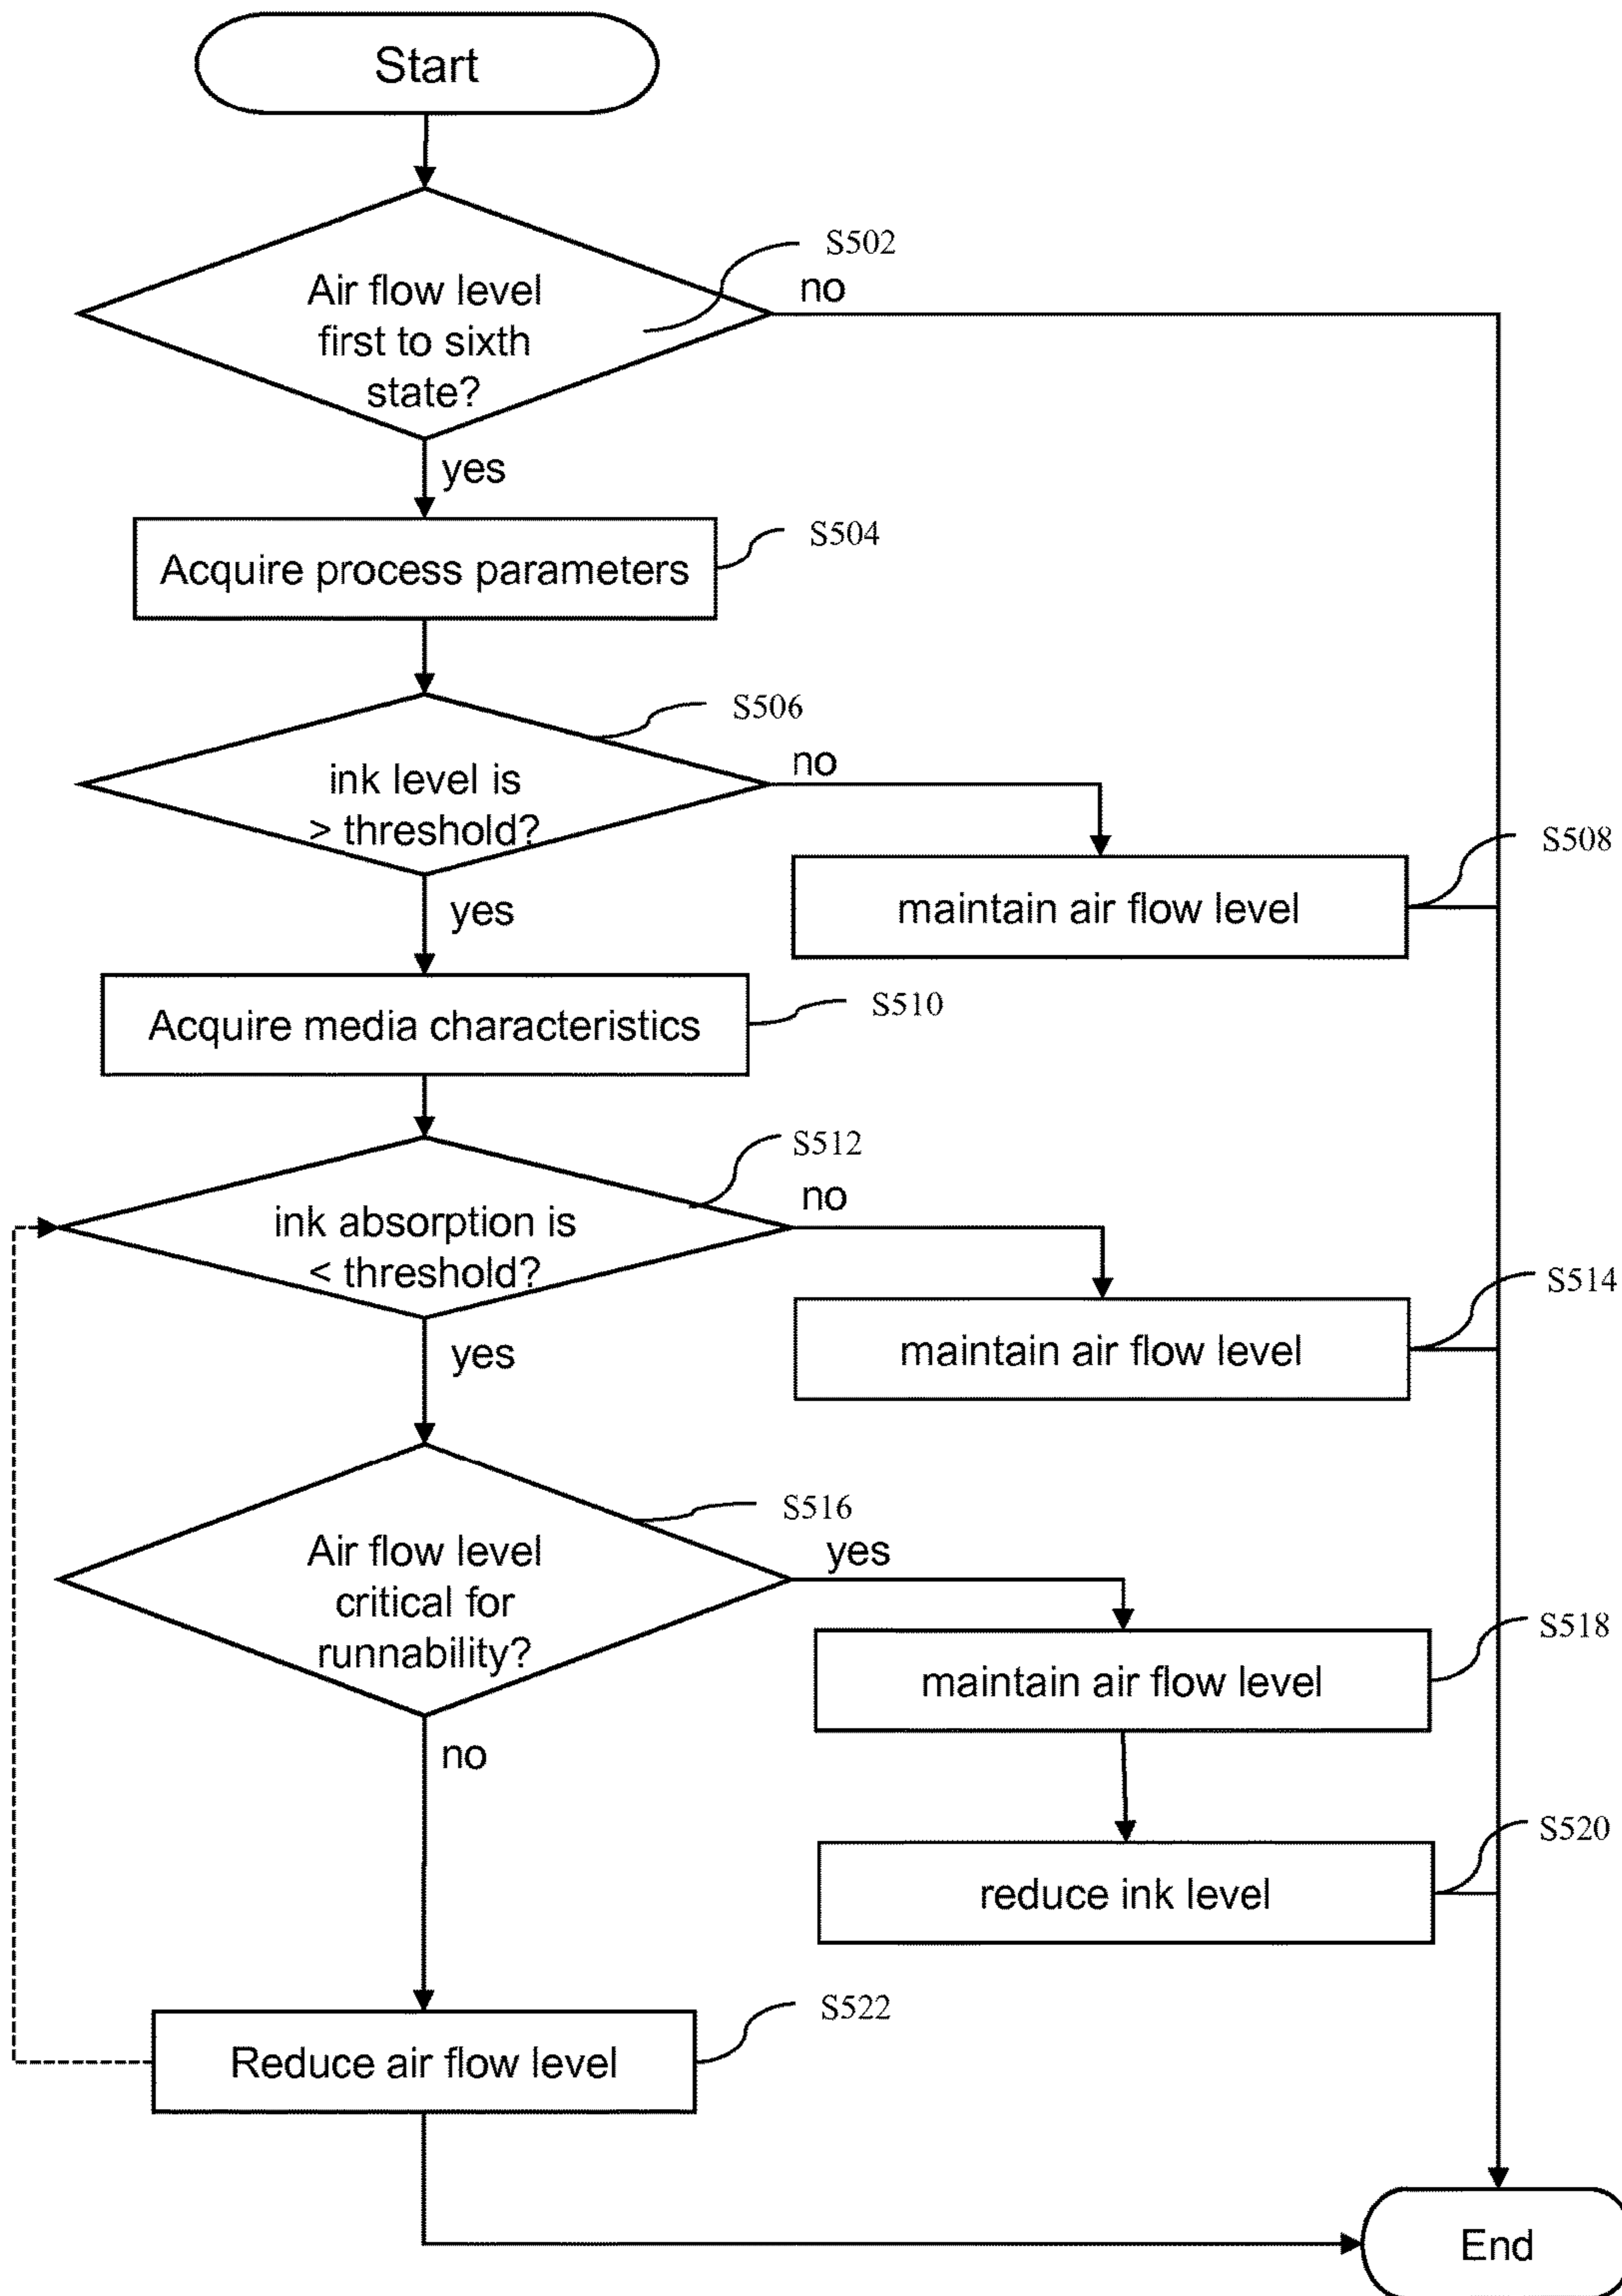 Start
S502
Air flow level
first to sixth
state?
no
yes
S504
Acquire process parameters
S506
ink level is
> threshold?
no
yes
S508
maintain air flow level
S510
Acquire media characteristics
S512
ink absorption is
< threshold?
no
yes
S514
maintain air flow level
S516
Air flow level
critical for
runnability?
yes
no
S518
maintain air flow level
S520
reduce ink level
S522
Reduce air flow level
End